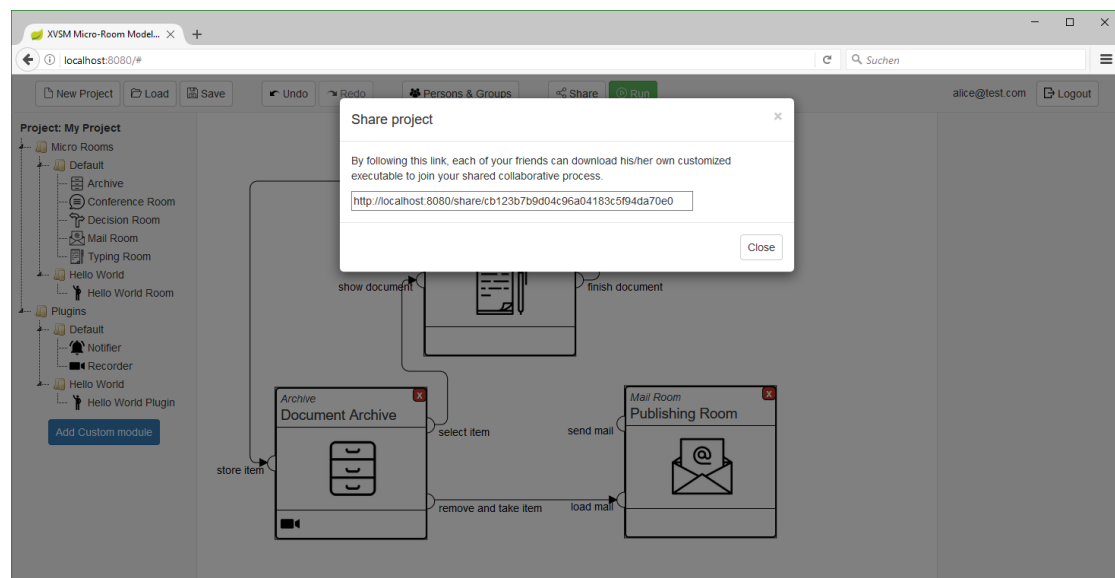 XVSM Micro-Room Model...
localhost:8080/#
Suchen
New Project Load Save Undo Redo Persons & Groups Share Run alice@test.com Logout
Project: My Project
Micro Rooms
Default
Archive
Conference Room
Decision Room
Mail Room
Typing Room
Hello World
Hello World Room
Plugins
Default
Notifier
Recorder
Hello World
Hello World Plugin
Add Custom module
Share project
By following this link, each of your friends can download his/her own customized
executable to join your shared collaborative process.
http://localhost:8080/share/cb123b7b9d04c96a04183c5f94da70e0
Close
show document
finish document
Archive
Document Archive
store item
select item
remove and take item
Mail Room
Publishing Room
send mail
load mail
@